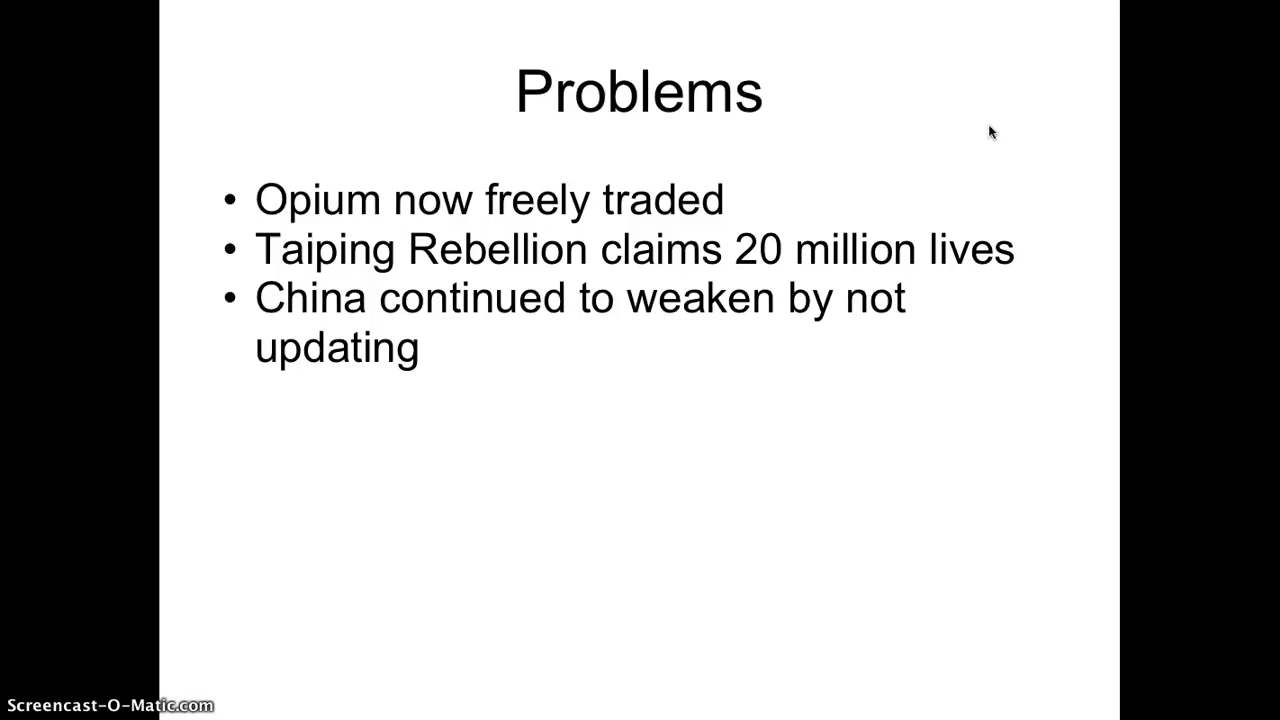 Problems
• Opium now freely traded
• Taiping Rebellion claims 20 million lives
• China continued to weaken by not
updating
Screencast-O-Matic.com